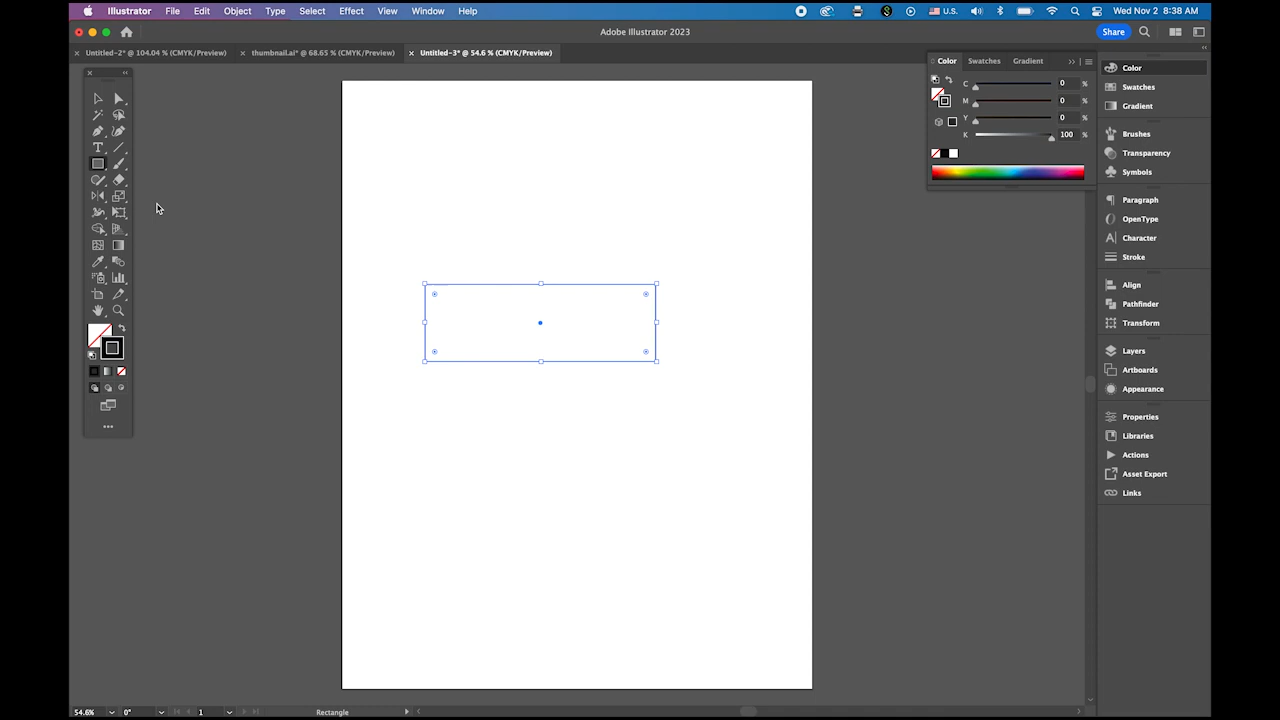 Illustrator File Edit Object Type Select Effect View Window Help U.S. Wed Nov 2 8:38 AM
Adobe Illustrator 2023 Share
× Untitled-2* @ 104.04 % (CMYK/Preview) × thumbnail.ai* @ 68.65 % (CMYK/Preview) × Untitled-3* @ 54.6 % (CMYK/Preview)
Color Swatches Gradient
C 0 %
M 0 %
Y 0 %
K 100 %
Color
Swatches
Gradient
Brushes
Transparency
Symbols
Paragraph
OpenType
Character
Stroke
Align
Pathfinder
Transform
Layers
Artboards
Appearance
Properties
Libraries
Actions
Asset Export
Links
54.6% 0° 1 Rectangle